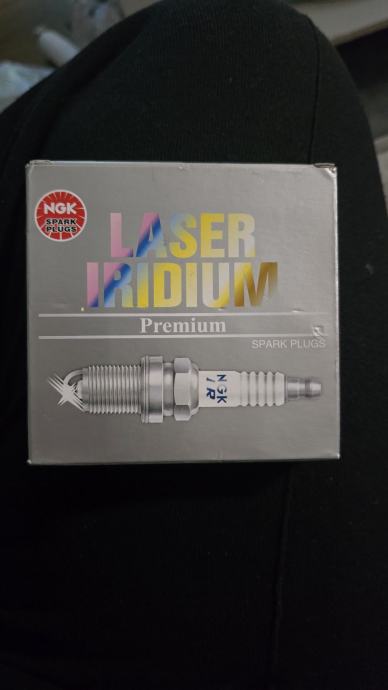 NGK
SPARK
PLUGS
LASER
IRIDIUM
Premium
SPARK PLUGS
NGK
IR